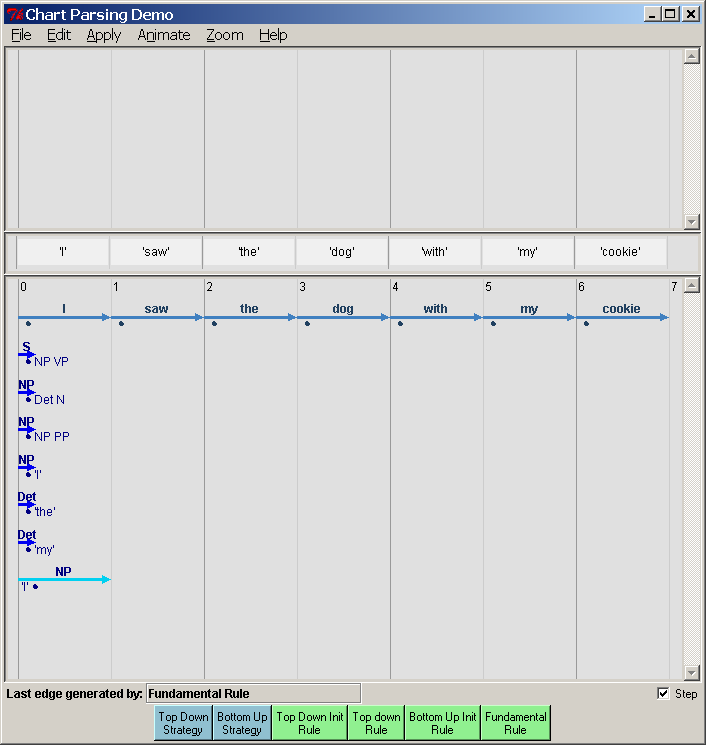 Chart Parsing Demo
File Edit Apply Animate Zoom Help
'I' 'saw' 'the' 'dog' 'with' 'my' 'cookie'
0 1 2 3 4 5 6 7
I saw the dog with my cookie
S
NP VP
NP
Det N
NP
NP PP
NP
'I'
Det
'the'
Det
'my'
NP
'I'
Last edge generated by: Fundamental Rule Step
Top Down Strategy Bottom Up Strategy Top Down Init Rule Top down Rule Bottom Up Init Rule Fundamental Rule